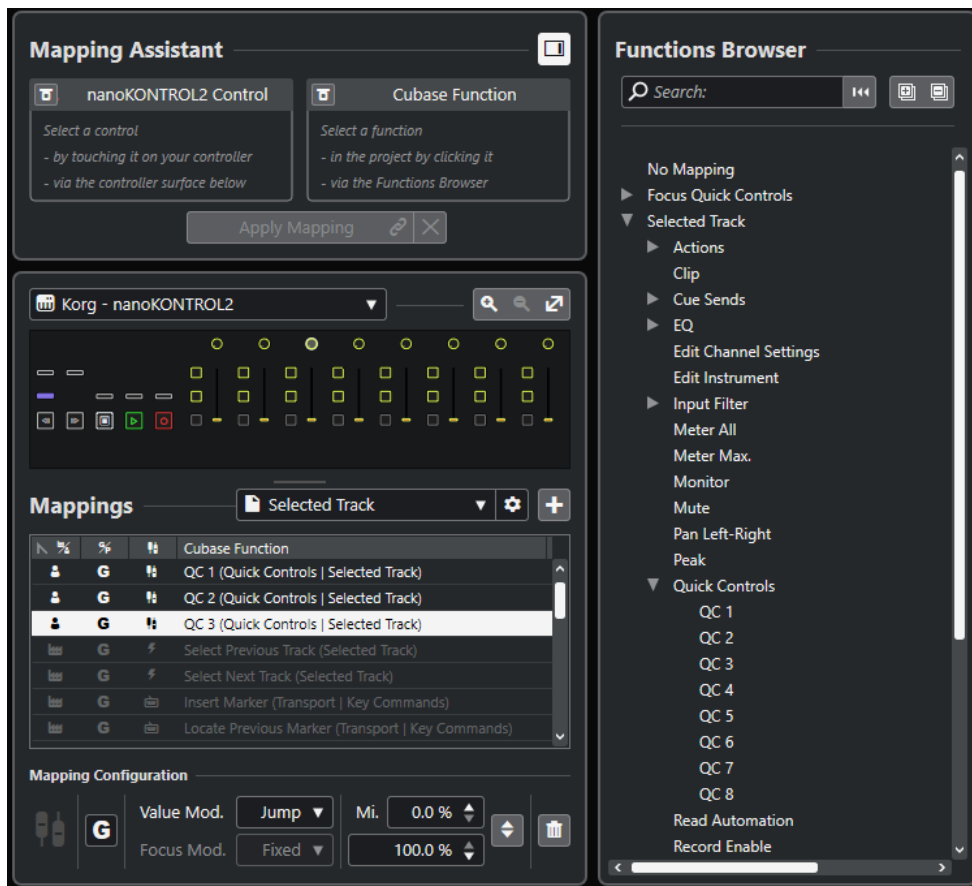 Mapping Assistant
nanoKONTROL2 Control
Select a control
- by touching it on your controller
- via the controller surface below
Cubase Function
Select a function
- in the project by clicking it
- via the Functions Browser
Apply Mapping
Korg - nanoKONTROL2
Mappings
Selected Track
Cubase Function
G QC 1 (Quick Controls | Selected Track)
G QC 2 (Quick Controls | Selected Track)
G QC 3 (Quick Controls | Selected Track)
G Select Previous Track (Selected Track)
G Select Next Track (Selected Track)
G Insert Marker (Transport | Key Commands)
G Locate Previous Marker (Transport | Key Commands)
Mapping Configuration
G
Value Mod. Jump Mi. 0.0 %
Focus Mod. Fixed 100.0 %
Functions Browser
Search:
No Mapping
Focus Quick Controls
Selected Track
Actions
Clip
Cue Sends
EQ
Edit Channel Settings
Edit Instrument
Input Filter
Meter All
Meter Max.
Monitor
Mute
Pan Left-Right
Peak
Quick Controls
QC 1
QC 2
QC 3
QC 4
QC 5
QC 6
QC 7
QC 8
Read Automation
Record Enable